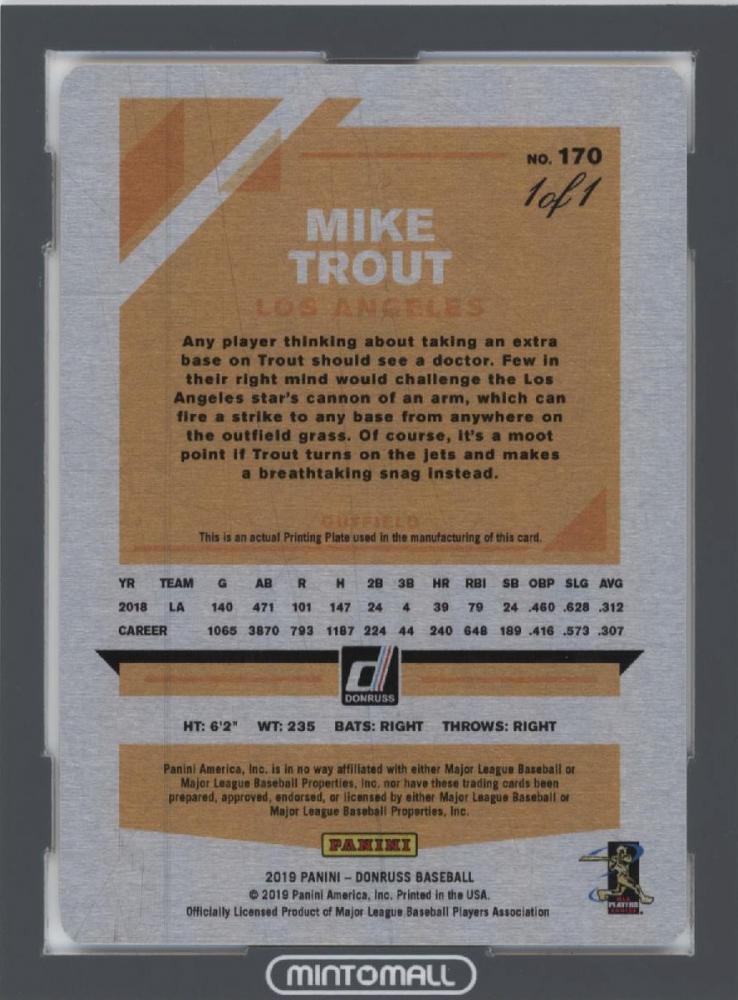 NO. 170
1 of 1
MIKE
TROUT
LOS ANGELES
Any player thinking about taking an extra
base on Trout should see a doctor. Few in
their right mind would challenge the Los
Angeles star's cannon of an arm, which can
fire a strike to any base from anywhere on
the outfield grass. Of course, it's a moot
point if Trout turns on the jets and makes
a breathtaking snag instead.
OUTFIELD
This is an actual Printing Plate used in the manufacturing of this card.
YR TEAM G AB R H 2B 3B HR RBI SB OBP SLG AVG
2018 LA 140 471 101 147 24 4 39 79 24 .460 .628 .312
CAREER 1065 3870 793 1187 224 44 240 648 189 .416 .573 .307
d
DONRUSS
HT: 6'2" WT: 235 BATS: RIGHT THROWS: RIGHT
Panini America, Inc. is in no way affiliated with either Major League Baseball or
Major League Baseball Properties, Inc. nor have these trading cards been
prepared, approved, endorsed, or licensed by either Major League Baseball or
Major League Baseball Properties, Inc.
PANINI
2019 PANINI – DONRUSS BASEBALL
© 2019 Panini America, Inc. Printed in the USA.
Officially Licensed Product of Major League Baseball Players Association
PLAYERS
MINTOMALL